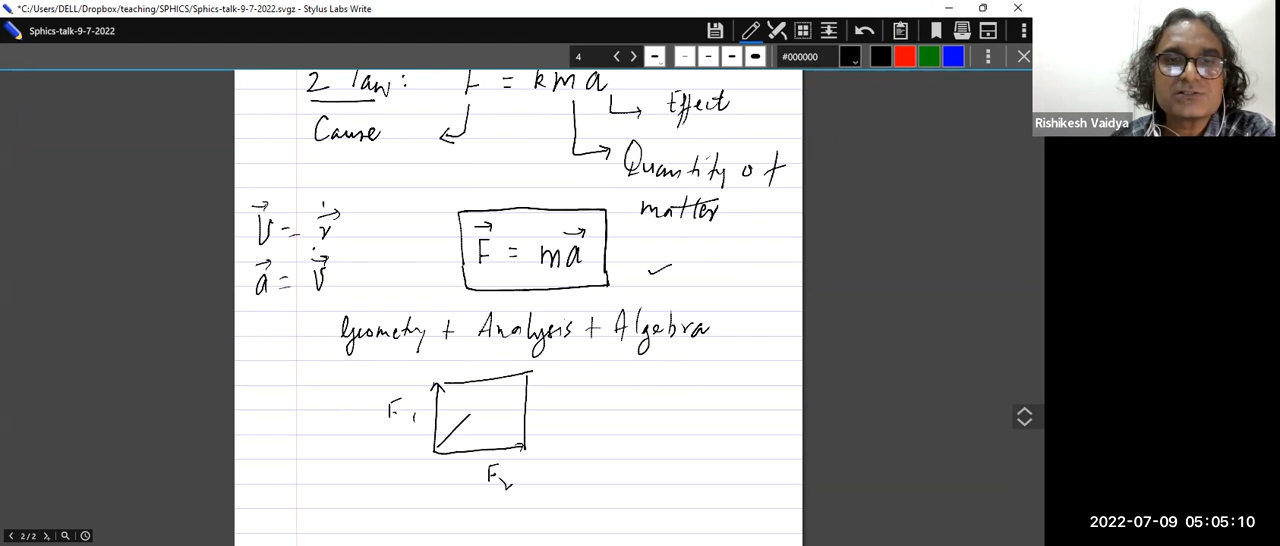 *C:/Users/DELL/Dropbox/teaching/SPHICS/Sphics-talk-9-7-2022.svgz - Stylus Labs Write
Sphics-talk-9-7-2022
4
#000000
Rishikesh Vaidya
2 law: F = kma
Effect
Cause
Quantity of
matter
v⃗ = ṙ⃗
F⃗ = ma⃗ ✓
a⃗ = v̇⃗
Geometry + Analysis + Algebra
F₁
F₂
2/2
2022-07-09 05:05:10